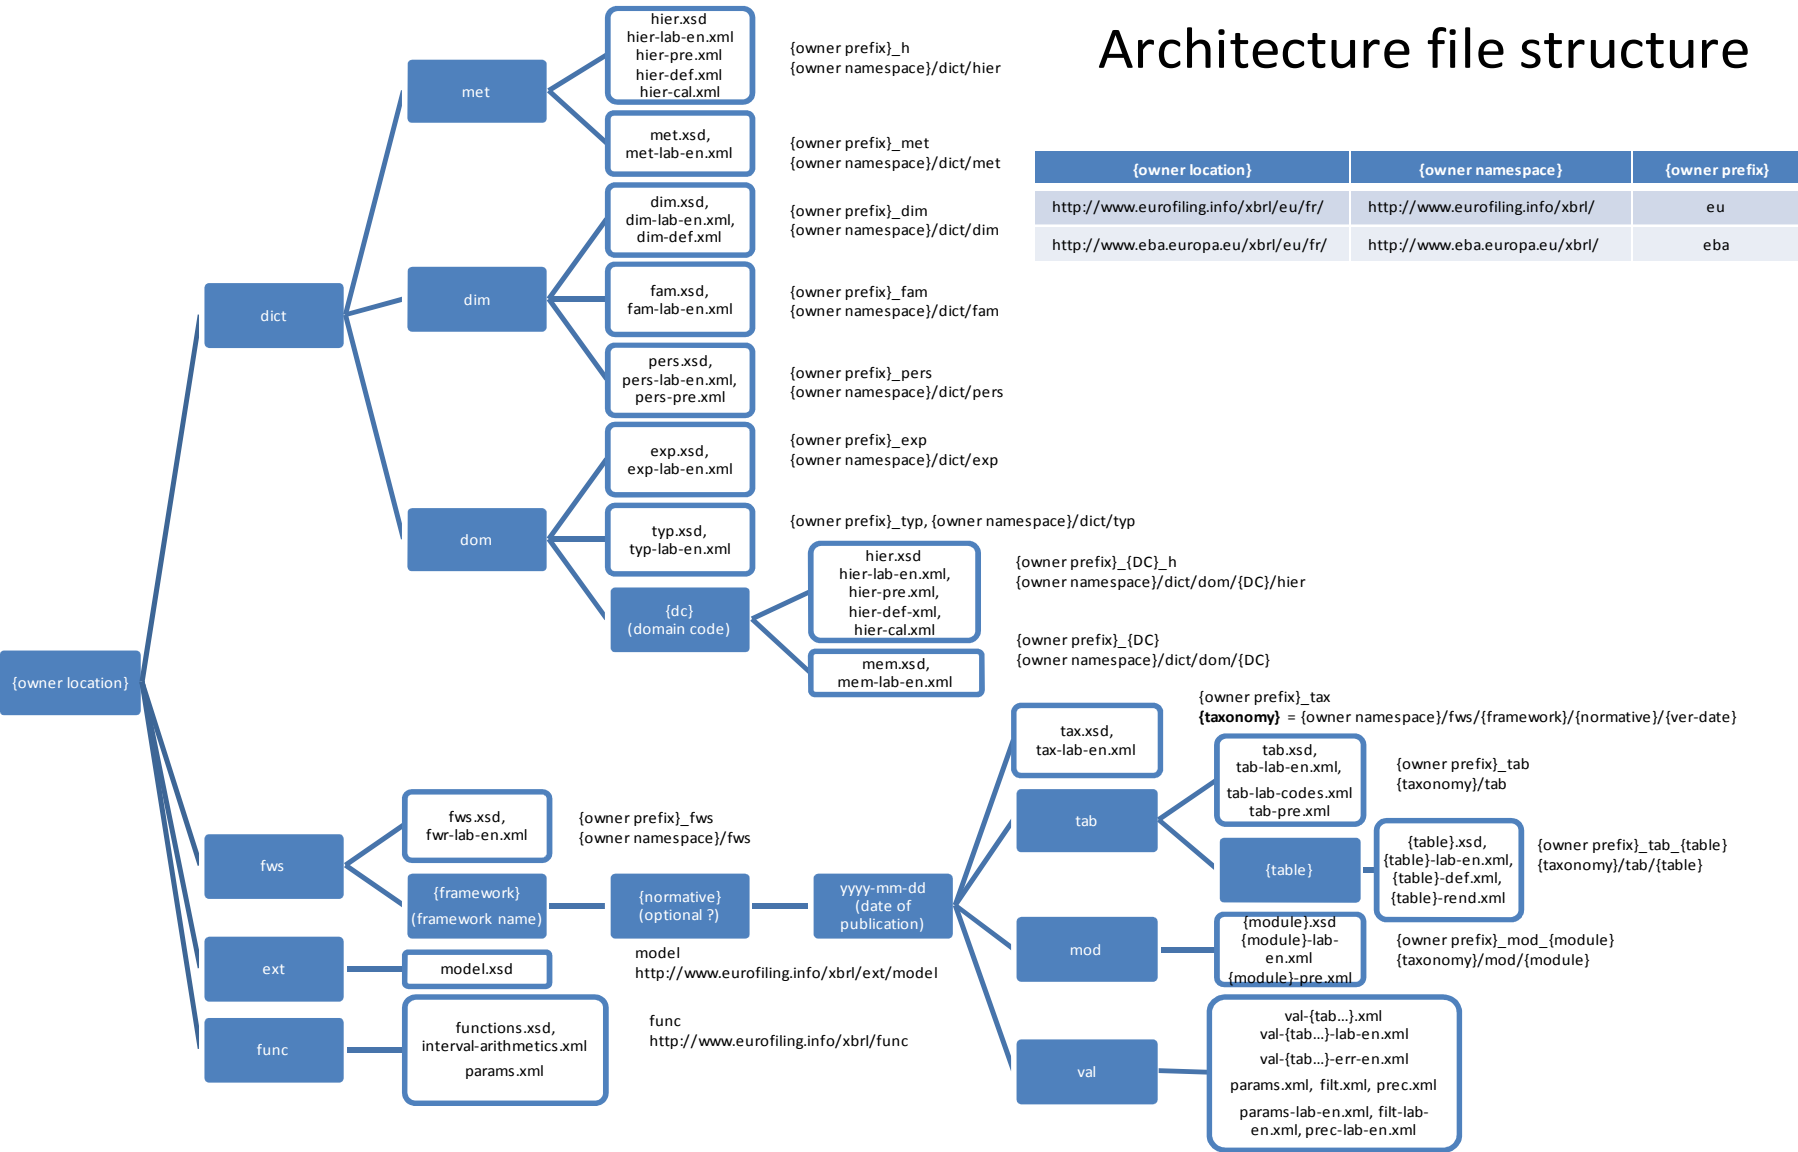 Architecture file structure
hier.xsd
hier-lab-en.xml
hier-pre.xml
hier-def.xml
hier-cal.xml
{owner prefix}_h
{owner namespace}/dict/hier
met
met.xsd,
met-lab-en.xml
{owner prefix}_met
{owner namespace}/dict/met
{owner location} {owner namespace} {owner prefix}
http://www.eurofiling.info/xbrl/eu/fr/ http://www.eurofiling.info/xbrl/ eu
http://www.eba.europa.eu/xbrl/eu/fr/ http://www.eba.europa.eu/xbrl/ eba
dim.xsd,
dim-lab-en.xml,
dim-def.xml
{owner prefix}_dim
{owner namespace}/dict/dim
dict
dim
fam.xsd,
fam-lab-en.xml
{owner prefix}_fam
{owner namespace}/dict/fam
pers.xsd,
pers-lab-en.xml,
pers-pre.xml
{owner prefix}_pers
{owner namespace}/dict/pers
exp.xsd,
exp-lab-en.xml
{owner prefix}_exp
{owner namespace}/dict/exp
dom
typ.xsd,
typ-lab-en.xml
{owner prefix}_typ, {owner namespace}/dict/typ
{dc}
(domain code)
hier.xsd
hier-lab-en.xml,
hier-pre.xml,
hier-def-xml,
hier-cal.xml
{owner prefix}_{DC}_h
{owner namespace}/dict/dom/{DC}/hier
mem.xsd,
mem-lab-en.xml
{owner prefix}_{DC}
{owner namespace}/dict/dom/{DC}
{owner location}
tax.xsd,
tax-lab-en.xml
{owner prefix}_tax
{taxonomy} = {owner namespace}/fws/{framework}/{normative}/{ver-date}
tab
tab.xsd,
tab-lab-en.xml,
tab-lab-codes.xml
tab-pre.xml
{owner prefix}_tab
{taxonomy}/tab
fws
fws.xsd,
fwr-lab-en.xml
{owner prefix}_fws
{owner namespace}/fws
{table}
{table}.xsd,
{table}-lab-en.xml,
{table}-def.xml,
{table}-rend.xml
{owner prefix}_tab_{table}
{taxonomy}/tab/{table}
{framework}
(framework name)
{normative}
(optional ?)
yyyy-mm-dd
(date of
publication)
mod
{module}.xsd
{module}-lab-
en.xml
{module}-pre.xml
{owner prefix}_mod_{module}
{taxonomy}/mod/{module}
ext
model.xsd
model
http://www.eurofiling.info/xbrl/ext/model
func
functions.xsd,
interval-arithmetics.xml
params.xml
func
http://www.eurofiling.info/xbrl/func
val
val-{tab...}.xml
val-{tab...}-lab-en.xml
val-{tab...}-err-en.xml
params.xml, filt.xml, prec.xml
params-lab-en.xml, filt-lab-
en.xml, prec-lab-en.xml